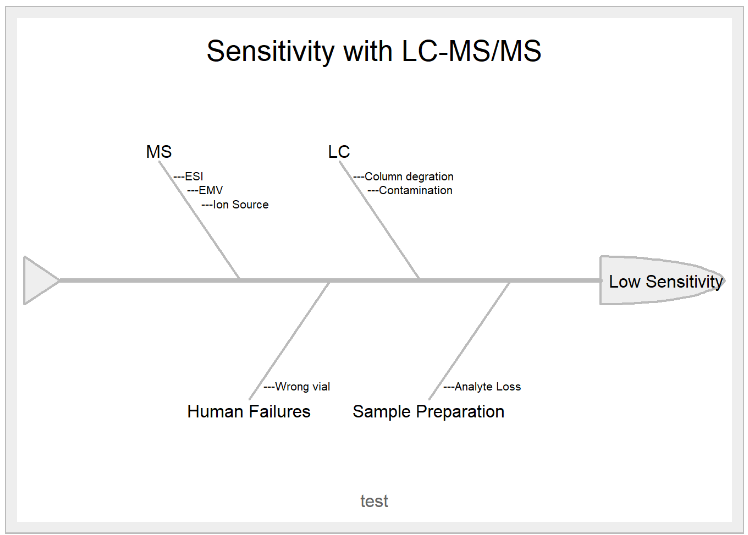 Sensitivity with LC-MS/MS
MS
---ESI
---EMV
---Ion Source
LC
---Column degration
---Contamination
Low Sensitivity
---Wrong vial
Human Failures
---Analyte Loss
Sample Preparation
test